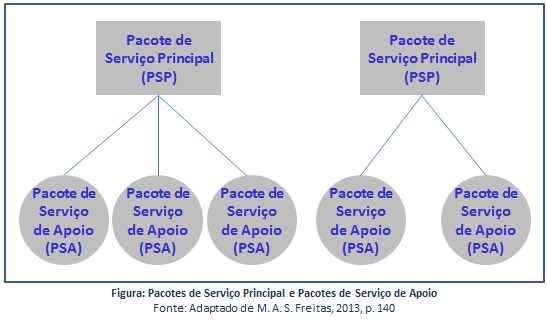 Pacote de
Serviço Principal
(PSP)
Pacote de
Serviço Principal
(PSP)
Pacote de
Serviço
de Apoio
(PSA)
Pacote de
Serviço
de Apoio
(PSA)
Pacote de
Serviço
de Apoio
(PSA)
Pacote de
Serviço
de Apoio
(PSA)
Pacote de
Serviço
de Apoio
(PSA)
Figura: Pacotes de Serviço Principal e Pacotes de Serviço de Apoio
Fonte: Adaptado de M. A. S. Freitas, 2013, p. 140